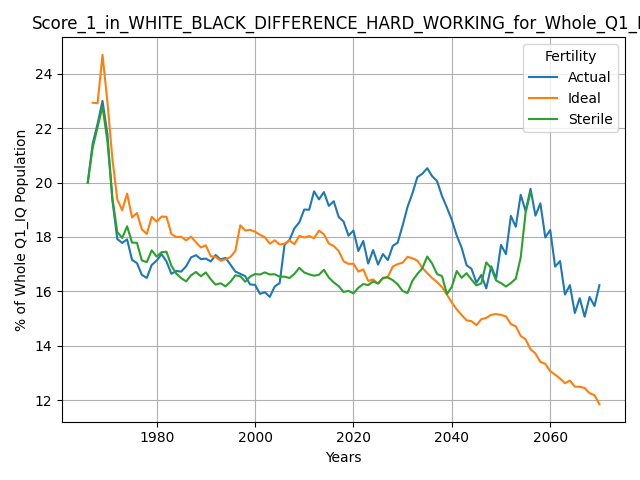 Score_1_in_WHITE_BLACK_DIFFERENCE_HARD_WORKING_for_Whole_Q1_I
Fertility
Actual
Ideal
Sterile
% of Whole Q1_IQ Population
24
22
20
18
16
14
12
1980
2000
2020
2040
2060
Years